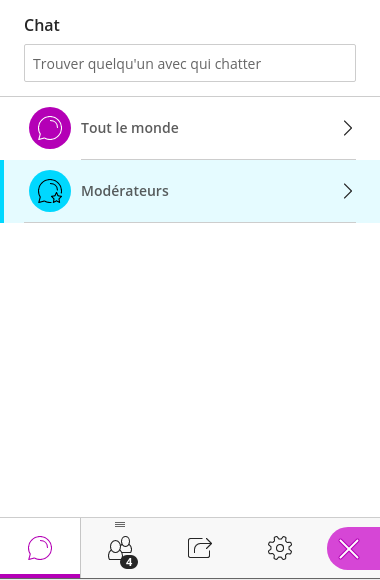 Chat
Trouver quelqu'un avec qui chatter
Tout le monde
Modérateurs
4